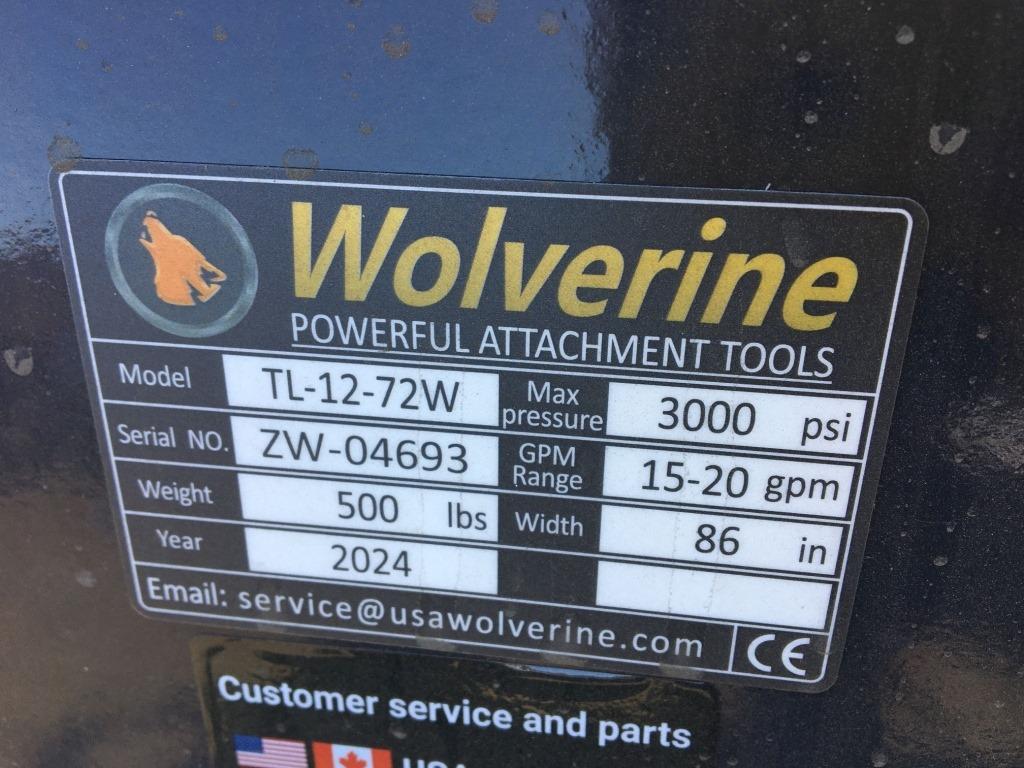 Wolverine
POWERFUL ATTACHMENT TOOLS
Model TL-12-72W Max pressure 3000 psi
Serial NO. ZW-04693 GPM Range 15-20 gpm
Weight 500 lbs Width 86 in
Year 2024
Email: service@usawolverine.com CE
Customer service and parts
USA